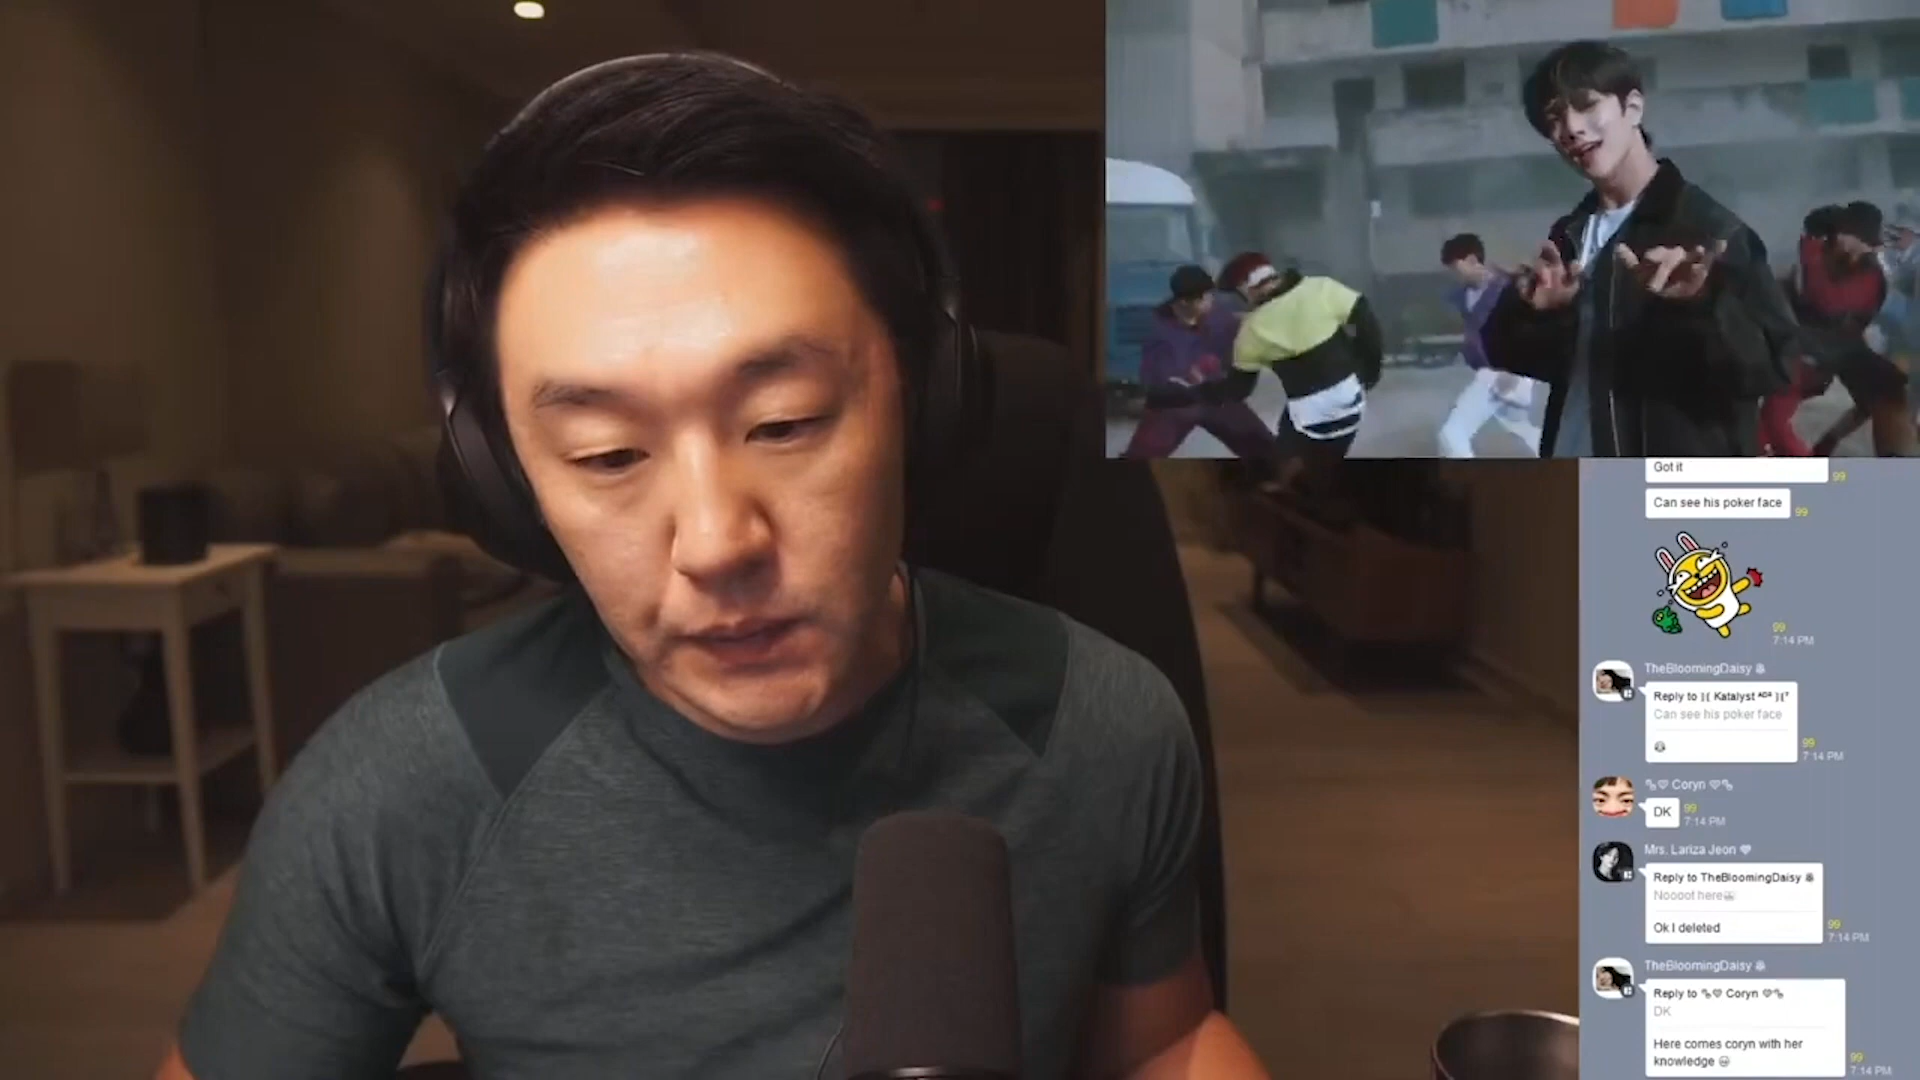 Got it
99
Can see his poker face
99
99
7:14 PM
TheBloomingDaisy
Reply to Katalyst
Can see his poker face
99
7:14 PM
Coryn
DK
99
7:14 PM
Mrs. Lariza Jeon
Reply to TheBloomingDaisy
Noooot here
Ok I deleted
99
7:14 PM
TheBloomingDaisy
Reply to Coryn
DK
Here comes coryn with her
knowledge
99
7:14 PM